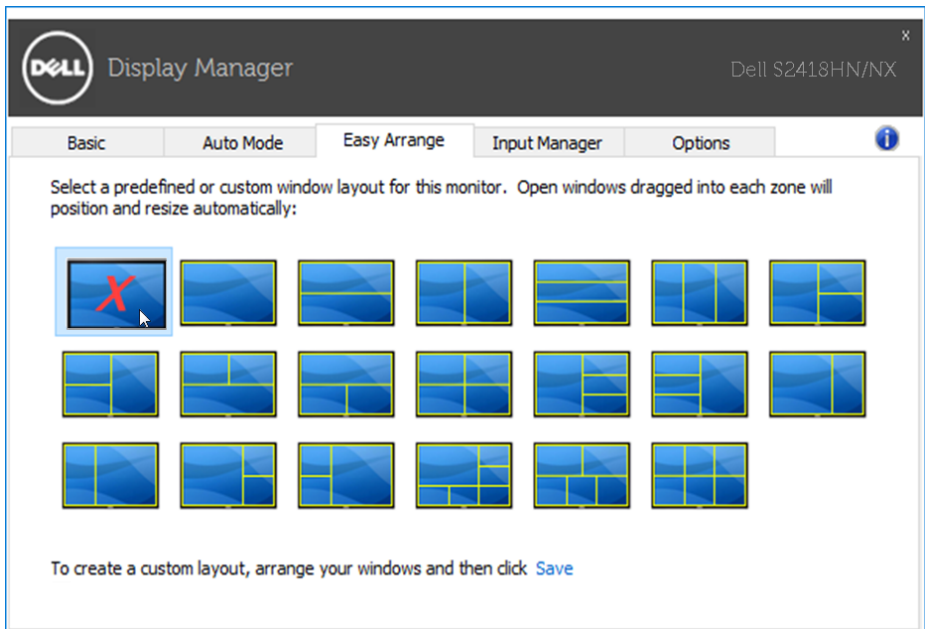 X
DELL Display Manager
Dell S2418HN/NX
Basic Auto Mode Easy Arrange Input Manager Options i
Select a predefined or custom window layout for this monitor. Open windows dragged into each zone will
position and resize automatically:
X
To create a custom layout, arrange your windows and then click Save